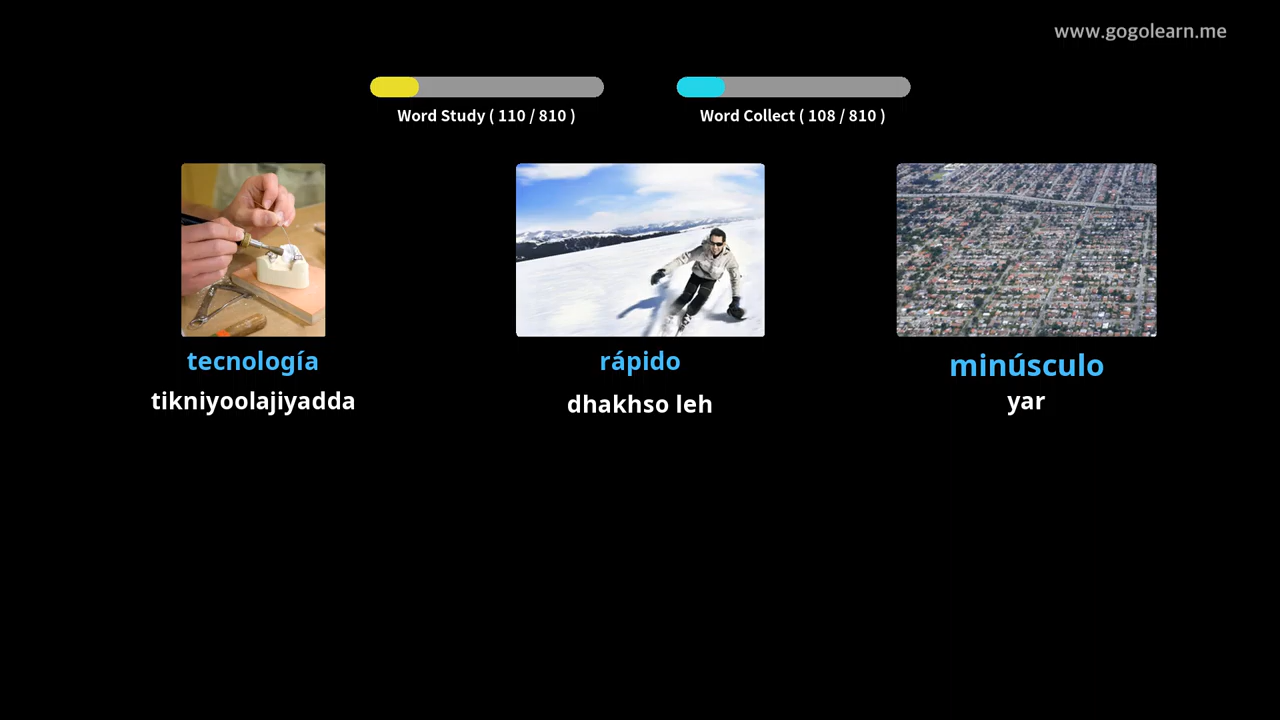 www.gogolearn.me
Word Study ( 110 / 810 )
Word Collect ( 108 / 810 )
tecnología
tikniyoolajiyadda
rápido
dhakhso leh
minúsculo
yar